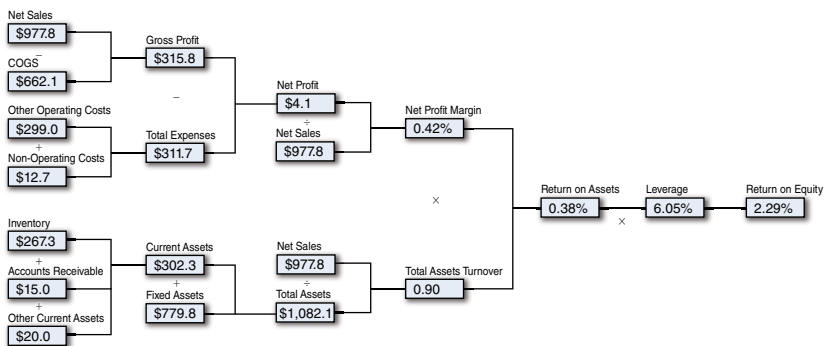 Net Sales
$977.8
−
COGS
$662.1
Gross Profit
$315.8
−
Other Operating Costs
$299.0
+
Non-Operating Costs
$12.7
Total Expenses
$311.7
Net Profit
$4.1
÷
Net Sales
$977.8
Net Profit Margin
0.42%
×
Inventory
$267.3
+
Accounts Receivable
$15.0
+
Other Current Assets
$20.0
Current Assets
$302.3
+
Fixed Assets
$779.8
Net Sales
$977.8
÷
Total Assets
$1,082.1
Total Assets Turnover
0.90
Return on Assets
0.38%
×
Leverage
6.05%
Return on Equity
2.29%